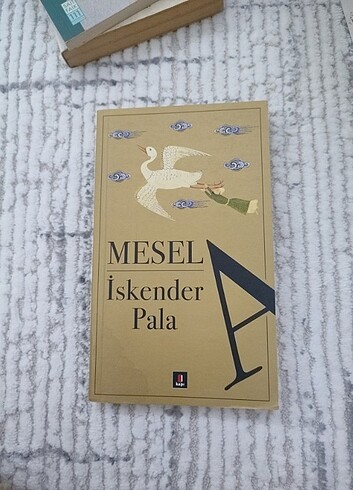 MESEL
A
İskender
Pala
kapı